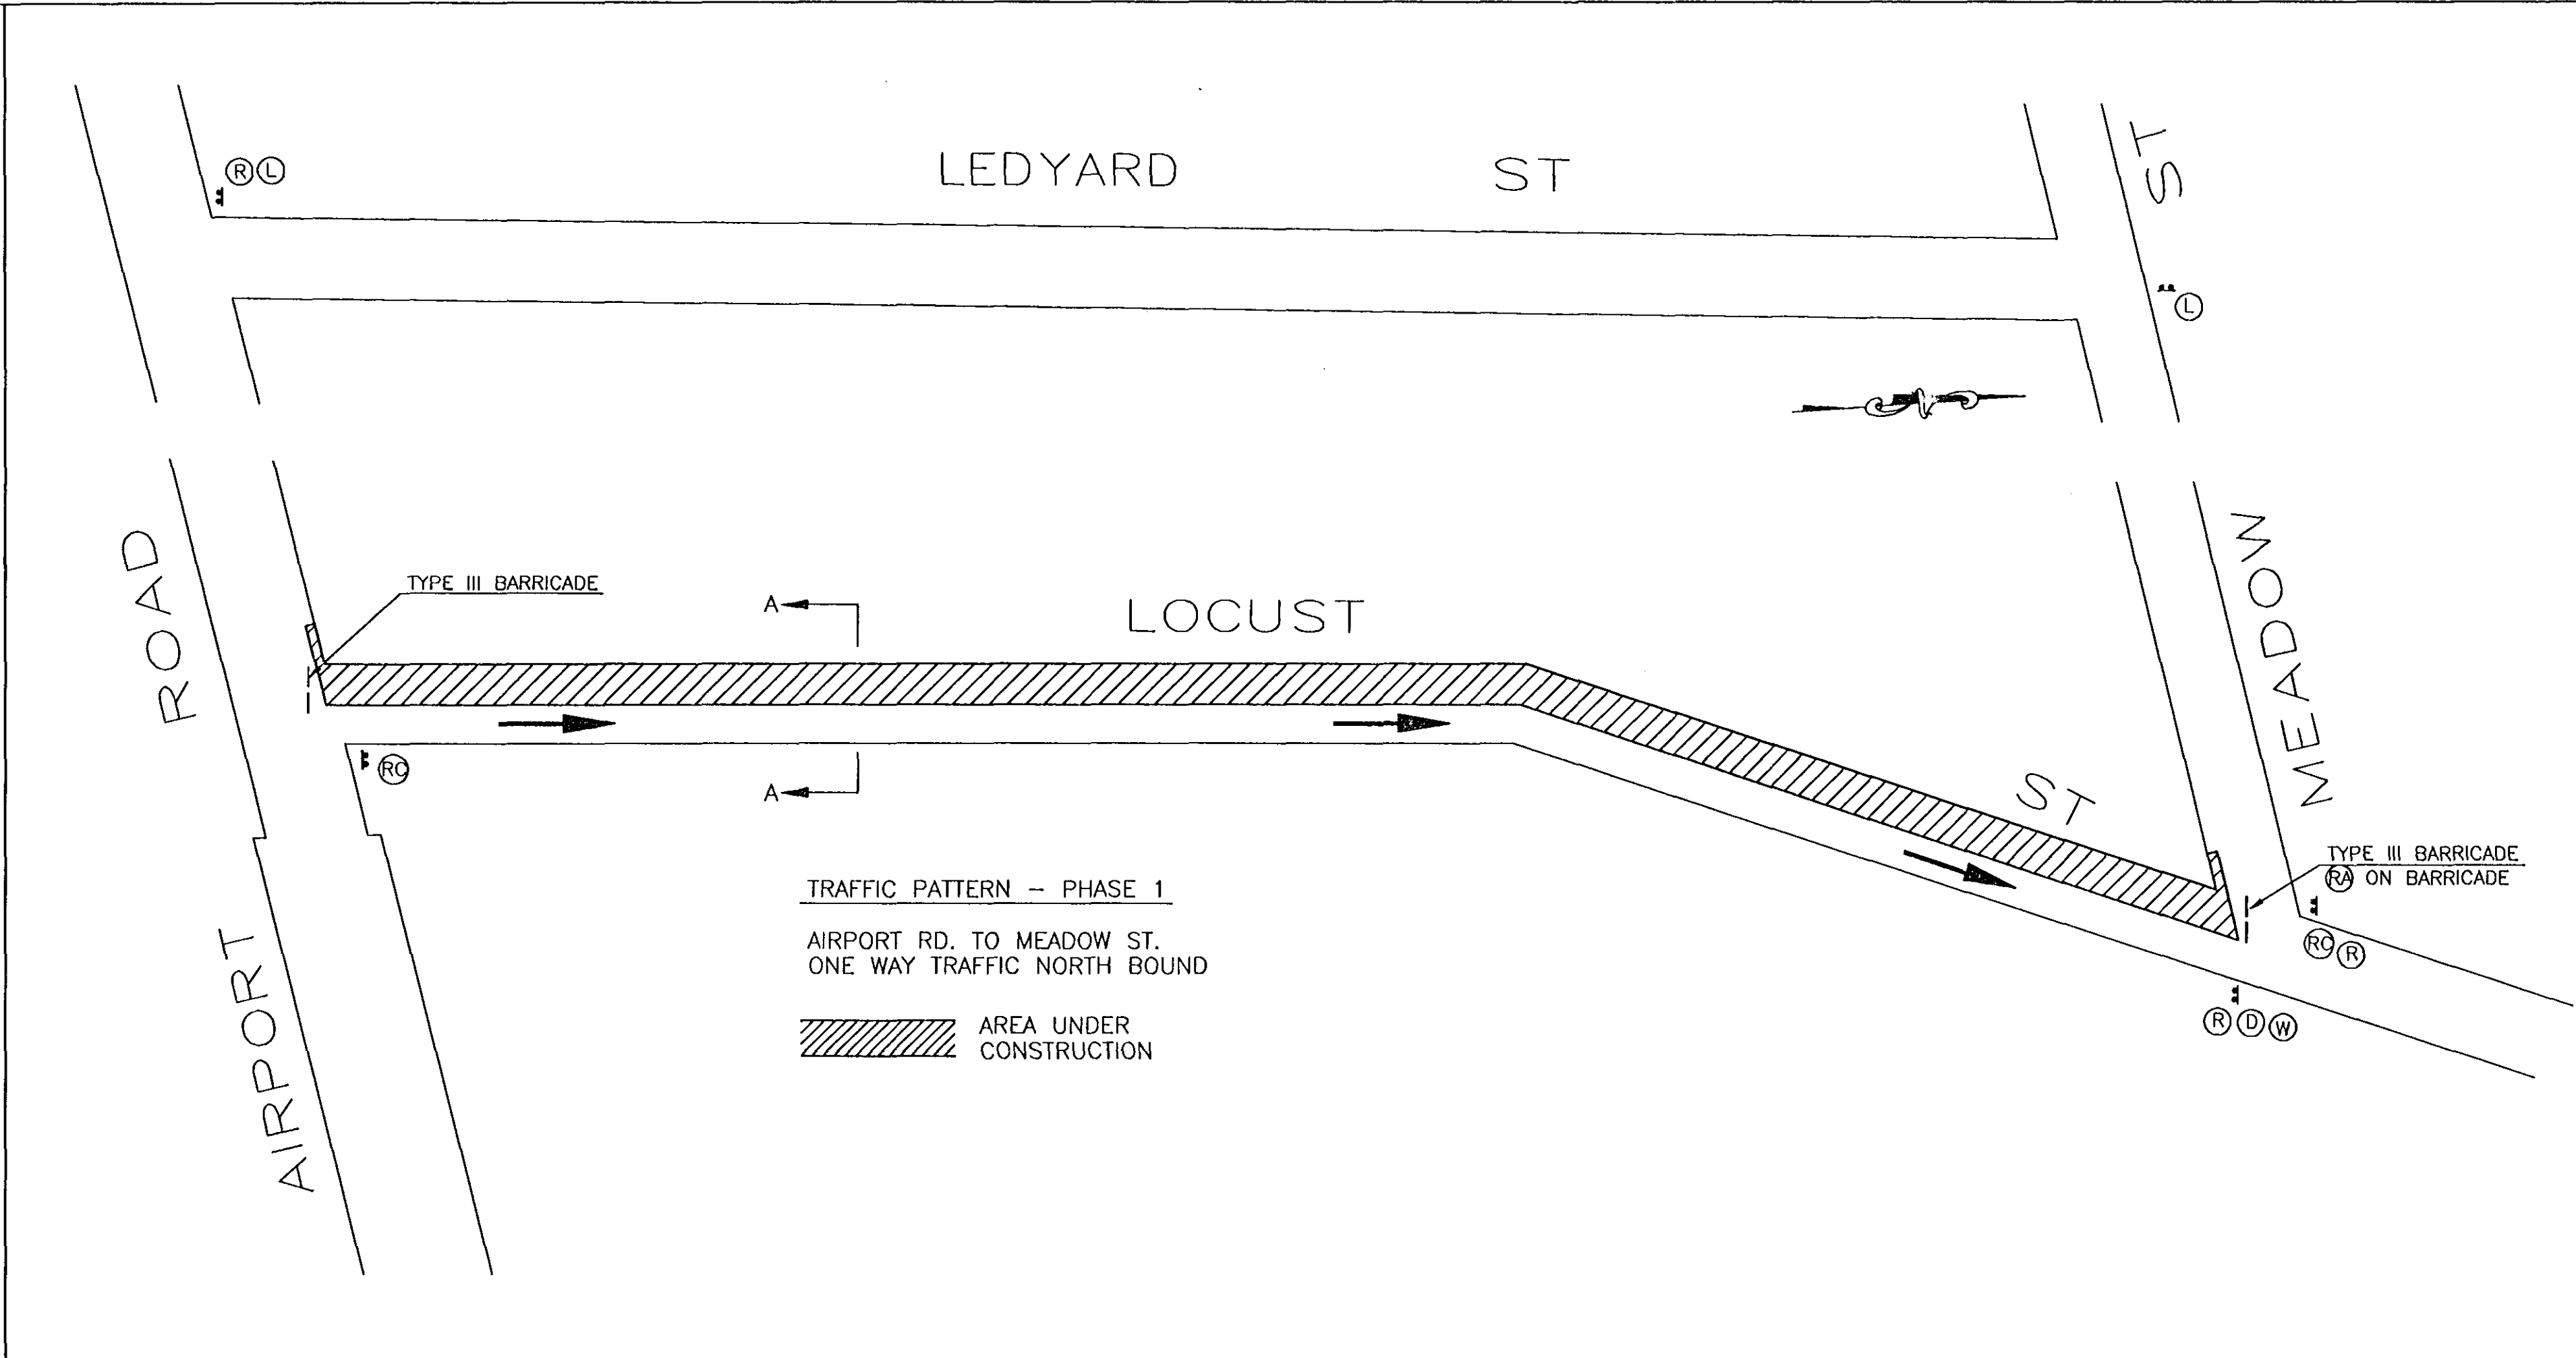 LEDYARD ST
ST
R L
L
MEADOW
ROAD
TYPE III BARRICADE
A
LOCUST
RC
A
ST
TYPE III BARRICADE
RA ON BARRICADE
TRAFFIC PATTERN – PHASE 1
AIRPORT RD. TO MEADOW ST.
ONE WAY TRAFFIC NORTH BOUND
RC R
AIRPORT
R D W
AREA UNDER
CONSTRUCTION